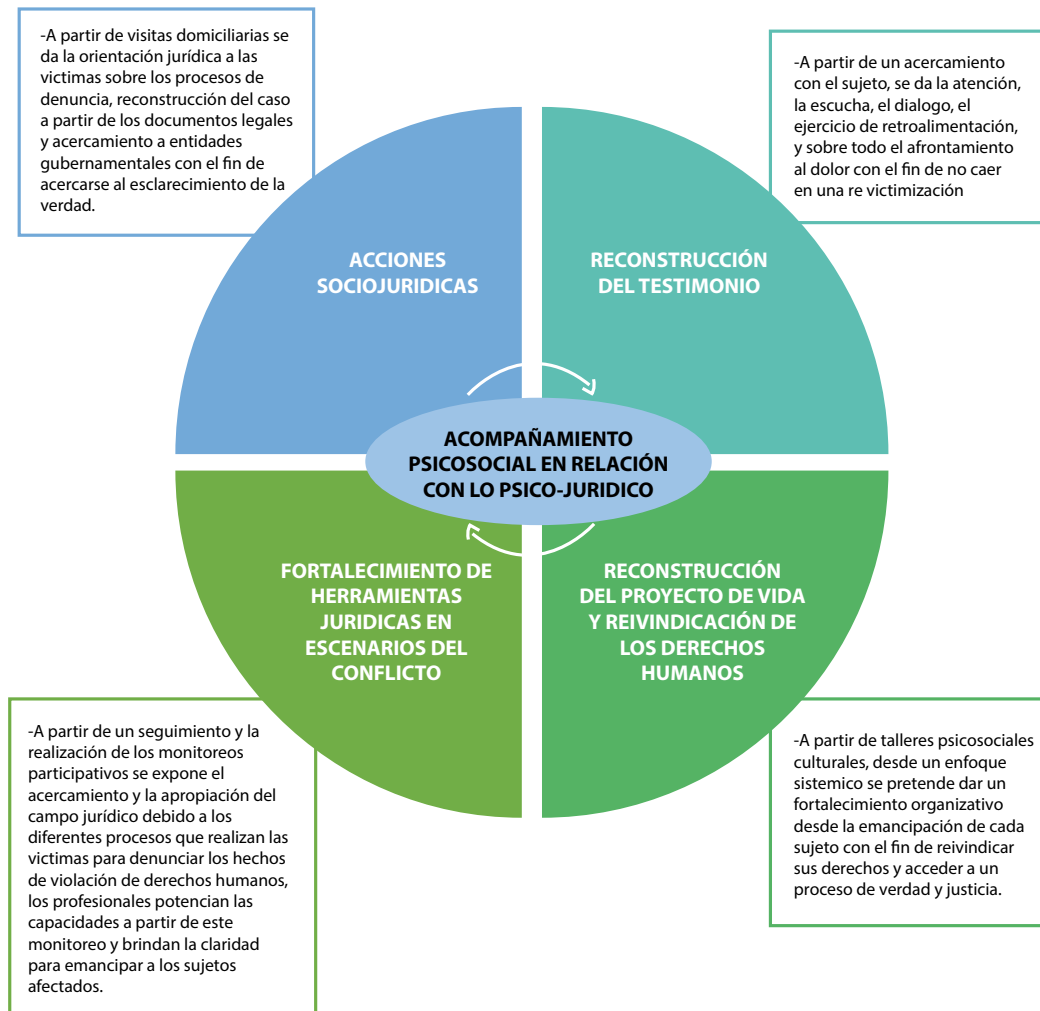 -A partir de visitas domiciliarias se
da la orientación jurídica a las
victimas sobre los procesos de
denuncia, reconstrucción del caso
a partir de los documentos legales
y acercamiento a entidades
gubernamentales con el fin de
acercarse al esclarecimiento de la
verdad.
-A partir de un acercamiento
con el sujeto, se da la atención,
la escucha, el dialogo, el
ejercicio de retroalimentación,
y sobre todo el afrontamiento
al dolor con el fin de no caer
en una re victimización
ACCIONES
SOCIOJURIDICAS
RECONSTRUCCIÓN
DEL TESTIMONIO
ACOMPAÑAMIENTO
PSICOSOCIAL EN RELACIÓN
CON LO PSICO-JURIDICO
FORTALECIMIENTO DE
HERRAMIENTAS
JURIDICAS EN
ESCENARIOS DEL
CONFLICTO
RECONSTRUCCIÓN
DEL PROYECTO DE VIDA
Y REIVINDICACIÓN DE
LOS DERECHOS
HUMANOS
-A partir de un seguimiento y la
realización de los monitoreos
participativos se expone el
acercamiento y la apropiación del
campo jurídico debido a los
diferentes procesos que realizan las
victimas para denunciar los hechos
de violación de derechos humanos,
los profesionales potencian las
capacidades a partir de este
monitoreo y brindan la claridad
para emancipar a los sujetos
afectados.
-A partir de talleres psicosociales
culturales, desde un enfoque
sistemico se pretende dar un
fortalecimiento organizativo
desde la emancipación de cada
sujeto con el fin de reivindicar
sus derechos y acceder a un
proceso de verdad y justicia.